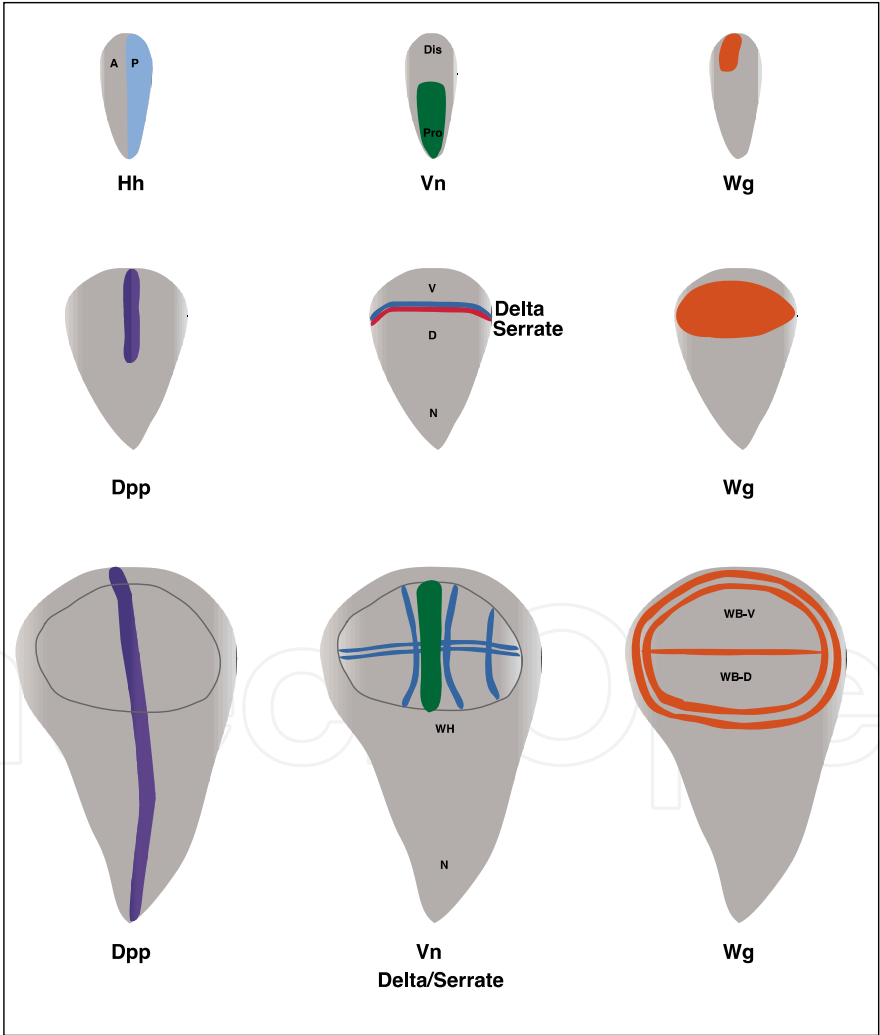 A P
Dis
Pro
Hh
Vn
Wg
V
Delta
Serrate
D
N
Dpp
Wg
WB-V
WB-D
WH
N
Dpp
Vn
Wg
Delta/Serrate